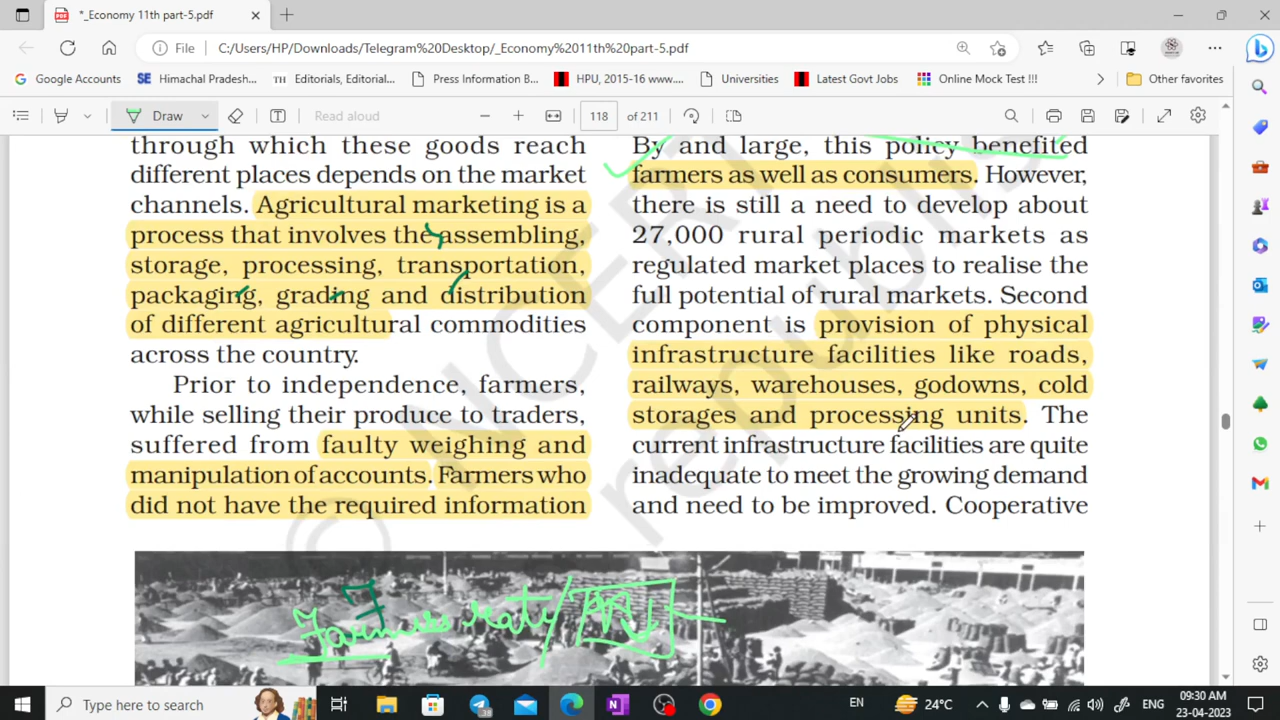 *_Economy 11th part-5.pdf
File
C:/Users/HP/Downloads/Telegram%20Desktop/_Economy%2011th%20part-5.pdf
Google Accounts
SE Himachal Pradesh...
TH Editorials, Editorial...
Press Information B...
HPU, 2015-16 www....
Universities
Latest Govt Jobs
Online Mock Test !!!
Other favorites
Draw
Read aloud
118 of 211
through which these goods reach
different places depends on the market
channels. Agricultural marketing is a
process that involves the assembling,
storage, processing, transportation,
packaging, grading and distribution
of different agricultural commodities
across the country.
Prior to independence, farmers,
while selling their produce to traders,
suffered from faulty weighing and
manipulation of accounts. Farmers who
did not have the required information
By and large, this policy benefited
farmers as well as consumers. However,
there is still a need to develop about
27,000 rural periodic markets as
regulated market places to realise the
full potential of rural markets. Second
component is provision of physical
infrastructure facilities like roads,
railways, warehouses, godowns, cold
storages and processing units. The
current infrastructure facilities are quite
inadequate to meet the growing demand
and need to be improved. Cooperative
© NCERT
republis
Type here to search
EN
24°C
ENG
09:30 AM
23-04-2023